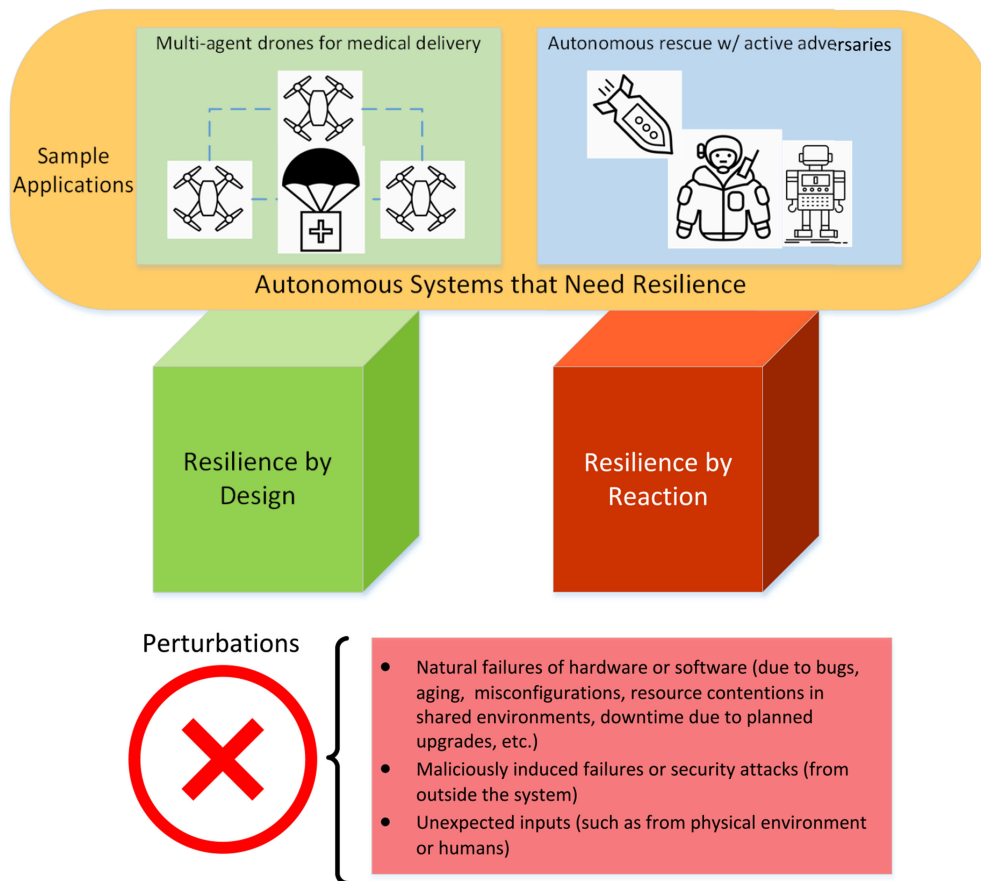 Multi-agent drones for medical delivery
Autonomous rescue w/ active adversaries
Sample
Applications
Autonomous Systems that Need Resilience
Resilience by
Design
Resilience by
Reaction
Perturbations
● Natural failures of hardware or software (due to bugs,
aging, misconfigurations, resource contentions in
shared environments, downtime due to planned
upgrades, etc.)
● Maliciously induced failures or security attacks (from
outside the system)
● Unexpected inputs (such as from physical environment
or humans)